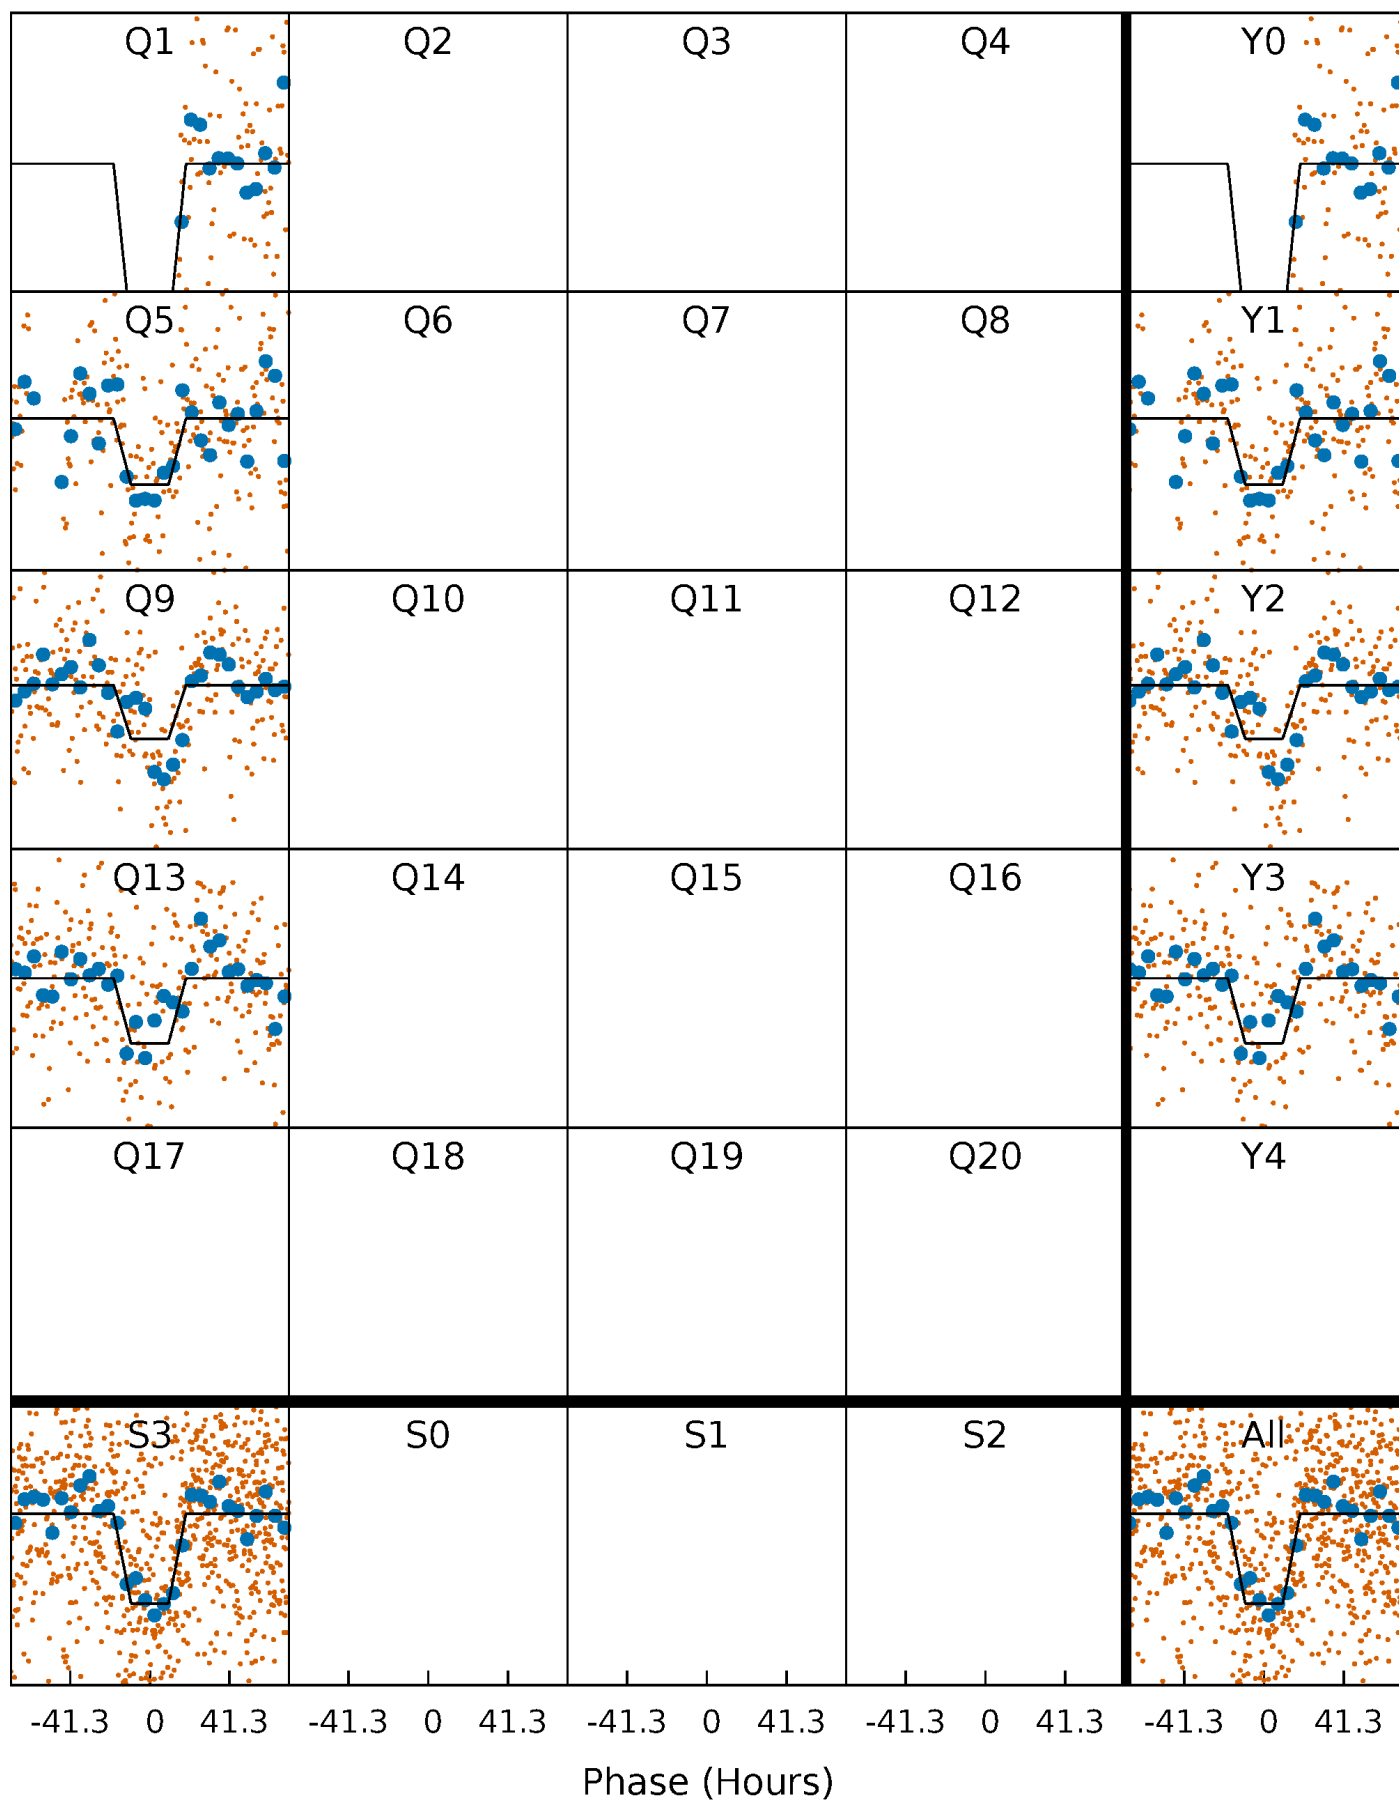 Q1 Q2 Q3 Q4 Y0
Q5 Q6 Q7 Q8 Y1
Q9 Q10 Q11 Q12 Y2
Q13 Q14 Q15 Q16 Y3
Q17 Q18 Q19 Q20 Y4
S3 S0 S1 S2 All
-41.3 0 41.3 -41.3 0 41.3 -41.3 0 41.3 -41.3 0 41.3 -41.3 0 41.3
Phase (Hours)